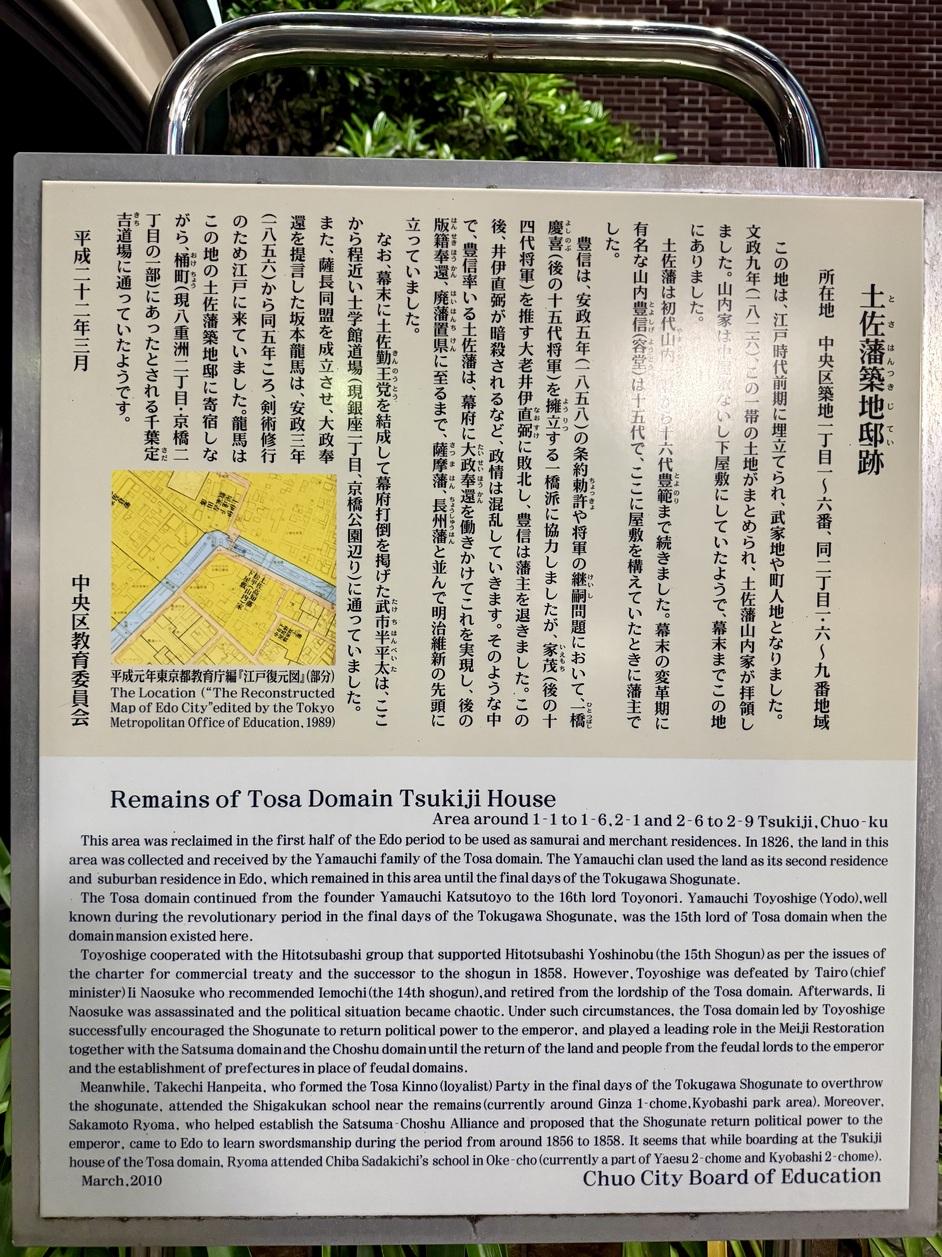 土佐藩築地邸跡
所在地　中央区築地一丁目一〜六番、同二丁目一・六〜九番地域
この地は、江戸時代前期に埋立てられ、武家地や町人地となりました。
文政九年(一八二六)、この一帯の土地がまとめられ、土佐藩山内家が拝領し
ました。山内家は中ないし下屋敷にしていたようで、幕末までこの地
にありました。
土佐藩は初代山内から十六代豊範まで続きました。幕末の変革期に
有名な山内豊信(容堂)は十五代で、ここに屋敷を構えていたときに藩主で
した。
豊信は、安政五年(一八五八)の条約勅許や将軍の継嗣問題において、一橋
慶喜(後の十五代将軍)を擁立する一橋派に協力しましたが、家茂(後の十
四代将軍)を推す大老井伊直弼に敗北し、豊信は藩主を退きました。この
後、井伊直弼が暗殺されるなど、政情は混乱していきます。そのような中
で、豊信率いる土佐藩は、幕府に大政奉還を働きかけてこれを実現し、後の
版籍奉還、廃藩置県に至るまで、薩摩藩、長州藩と並んで明治維新の先頭に
立っていました。
なお、幕末に土佐勤王党を結成して幕府打倒を掲げた武市半平太は、ここ
から程近い士学館道場(現銀座一丁目、京橋公園辺り)に通っていました。
また、薩長同盟を成立させ、大政奉
還を提言した坂本龍馬は、安政三年
(一八五六)から同五年ころ、剣術修行
のため江戸に来ていました。龍馬は
この地の土佐藩築地邸に寄宿しな
がら、桶町(現八重洲二丁目・京橋二
丁目の一部)にあったとされる千葉定
吉道場に通っていたようです。
平成二十二年三月
中央区教育委員会
平成元年東京都教育庁編『江戸復元図』(部分)
The Location ("The Reconstructed
Map of Edo City"edited by the Tokyo
Metropolitan Office of Education, 1989)
Remains of Tosa Domain Tsukiji House
Area around 1-1 to 1-6,2-1 and 2-6 to 2-9 Tsukiji,Chuo-ku
This area was reclaimed in the first half of the Edo period to be used as samurai and merchant residences. In 1826, the land in this
area was collected and received by the Yamauchi family of the Tosa domain. The Yamauchi clan used the land as its second residence
and suburban residence in Edo, which remained in this area until the final days of the Tokugawa Shogunate.
The Tosa domain continued from the founder Yamauchi Katsutoyo to the 16th lord Toyonori. Yamauchi Toyoshige (Yodo),well
known during the revolutionary period in the final days of the Tokugawa Shogunate, was the 15th lord of Tosa domain when the
domain mansion existed here.
Toyoshige cooperated with the Hitotsubashi group that supported Hitotsubashi Yoshinobu (the 15th Shogun) as per the issues of
the charter for commercial treaty and the successor to the shogun in 1858. However, Toyoshige was defeated by Tairo (chief
minister) Ii Naosuke who recommended Iemochi (the 14th shogun),and retired from the lordship of the Tosa domain. Afterwards, Ii
Naosuke was assassinated and the political situation became chaotic. Under such circumstances, the Tosa domain led by Toyoshige
successfully encouraged the Shogunate to return political power to the emperor, and played a leading role in the Meiji Restoration
together with the Satsuma domain and the Choshu domain until the return of the land and people from the feudal lords to the emperor
and the establishment of prefectures in place of feudal domains.
Meanwhile, Takechi Hanpeita, who formed the Tosa Kinno (loyalist) Party in the final days of the Tokugawa Shogunate to overthrow
the shogunate, attended the Shigakukan school near the remains (currently around Ginza 1-chome,Kyobashi park area). Moreover,
Sakamoto Ryoma, who helped establish the Satsuma-Choshu Alliance and proposed that the Shogunate return political power to the
emperor, came to Edo to learn swordsmanship during the period from around 1856 to 1858. It seems that while boarding at the Tsukiji
house of the Tosa domain, Ryoma attended Chiba Sadakichi's school in Oke-cho (currently a part of Yaesu 2-chome and Kyobashi 2-chome).
March,2010
Chuo City Board of Education